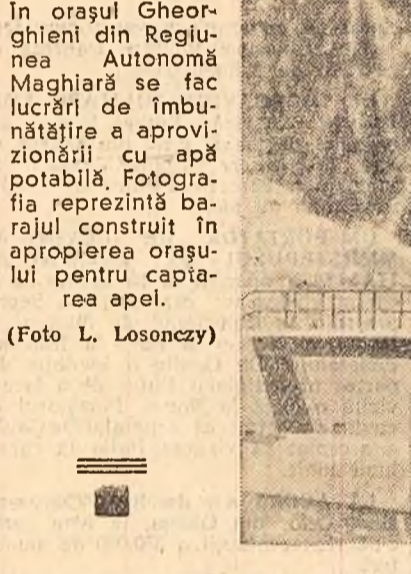 În orașul Gheor-
ghieni din Regiu-
nea Autonomă
Maghiară se fac
lucrări de îmbu-
nătățire a aprovi-
zionării cu apă
potabilă. Fotogra-
fia reprezintă ba-
rajul construit în
apropierea orașu-
lui pentru capta-
rea apei.
(Foto L. Losonczy)